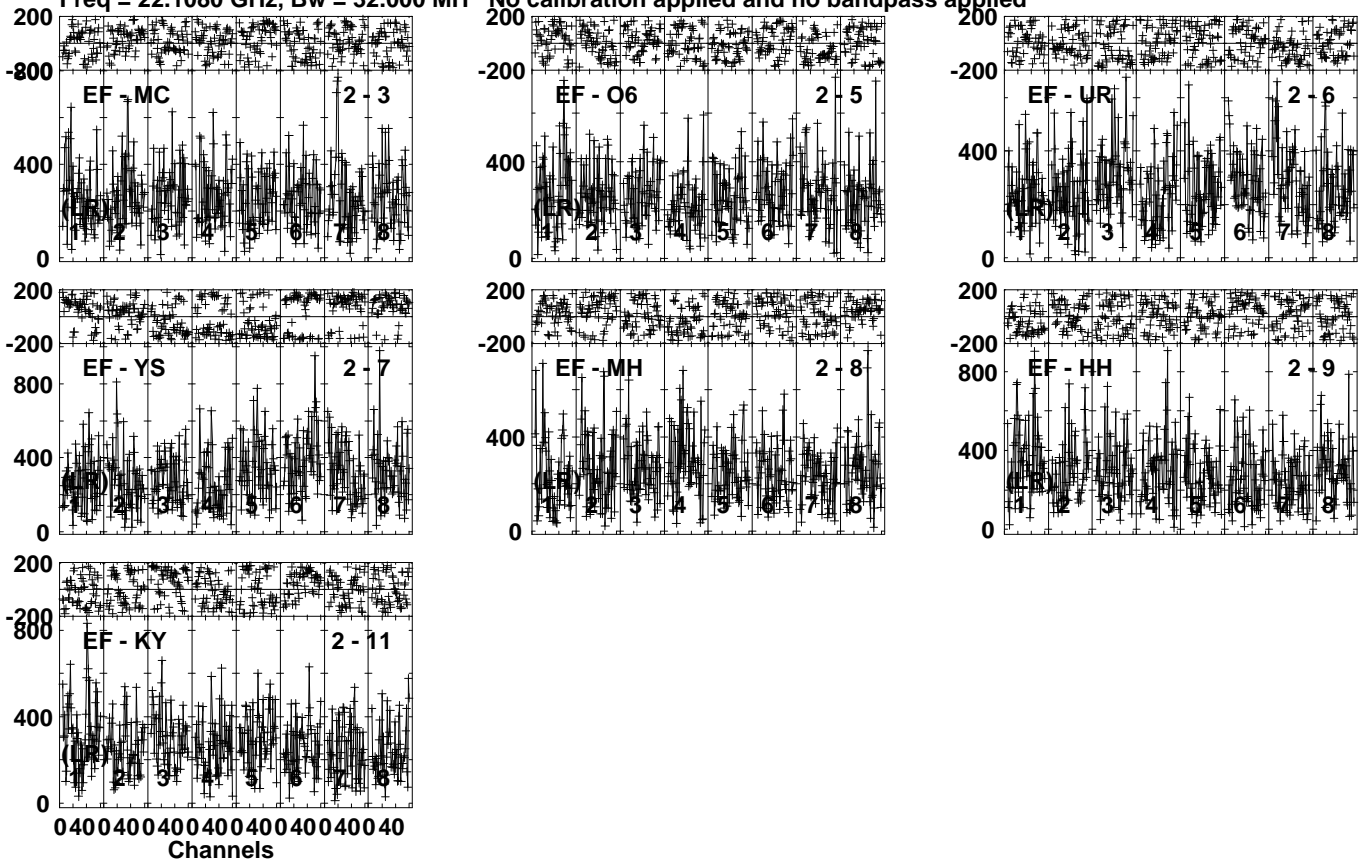 Freq = 22.1080 GHz, Bw = 32.000 MH No calibration applied and no bandpass applied
200 200 200
-200 -200 -200
800
EF - MC 2 - 3 EF - O6 2 - 5 EF - UR 2 - 6
400 400 400
(LR) (LR) (LR)
1 2 3 4 5 6 7 8 1 2 3 4 5 6 7 8 1 2 3 4 5 6 7 8
0 0 0
200 200 200
-200 -200 -200
EF - YS 2 - 7 EF - MH 2 - 8 EF - HH 2 - 9
800 800
400 400 400
(LR) (LR) (LR)
1 2 3 4 5 6 7 8 1 2 3 4 5 6 7 8 1 2 3 4 5 6 7 8
0 0 0
200
-200
800
EF - KY 2 - 11
400
(LR)
1 2 3 4 5 6 7 8
0
0 40 0 40 0 40 0 40 0 40 0 40 0 40 0 40
Channels